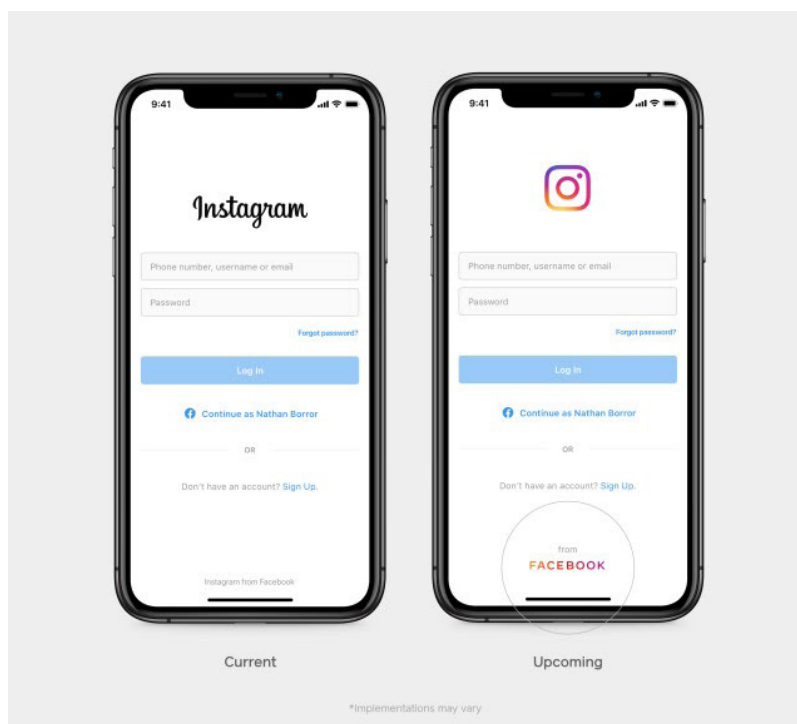 9:41
Instagram
Phone number, username or email
Password
Forgot password?
Log In
Continue as Nathan Borror
OR
Don't have an account? Sign Up.
Instagram from Facebook
Current
9:41
Phone number, username or email
Password
Forgot password?
Log In
Continue as Nathan Borror
OR
Don't have an account? Sign Up.
from
FACEBOOK
Upcoming
*Implementations may vary